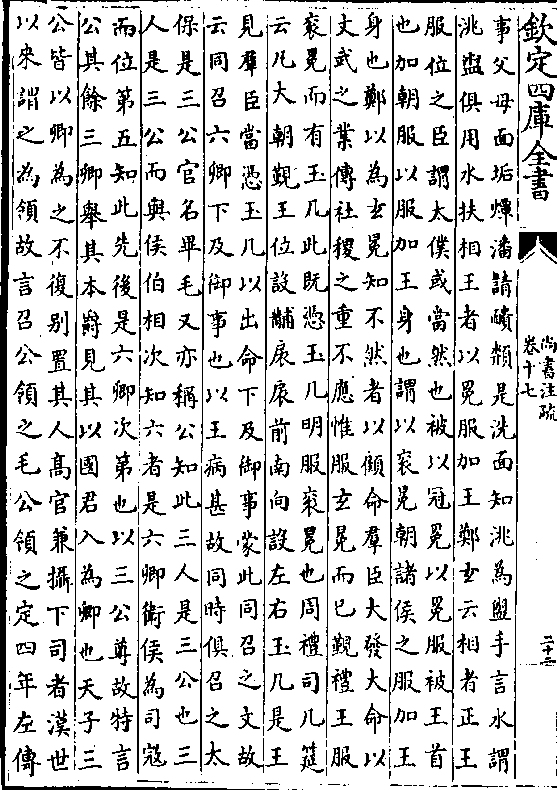 欽定四庫全書
尚書注疏
卷十七
二十三
事父母面垢燂潘請靧頮是洗面知洮為盥手言水謂
洮盥俱用水扶相王者以冕服加王鄭𤣥云相者正王
服位之臣謂太僕或當然也被以冠冕以冕服被王首
也加朝服以服加王身也謂以衮冕朝諸侯之服加王
身也鄭以為𤣥冕知不然者以顧命羣臣大發大命以
文武之業傳社稷之重不應惟服𤣥冕而已覲禮王服
衮冕而有玉几此既憑玉几明服衮冕也周禮司几筵
云凡大朝覲王位設黼扆扆前南向設左右玉几是王
見羣臣當憑玉几以出命下及御事蒙此同召之文故
云同召六卿下及御事也以王病甚故同時俱召之太
保是三公官名畢毛又亦稱公知此三人是三公也三
人是三公而與侯伯相次知六者是六卿衛侯為司寇
而位第五知此先後是六卿次第也以三公尊故特言
公其餘三卿舉其本爵見其以國君入為卿也天子三
公皆以卿為之不復别置其人髙官兼攝下司者漢世
以來謂之為領故言召公領之毛公領之定四年左傳